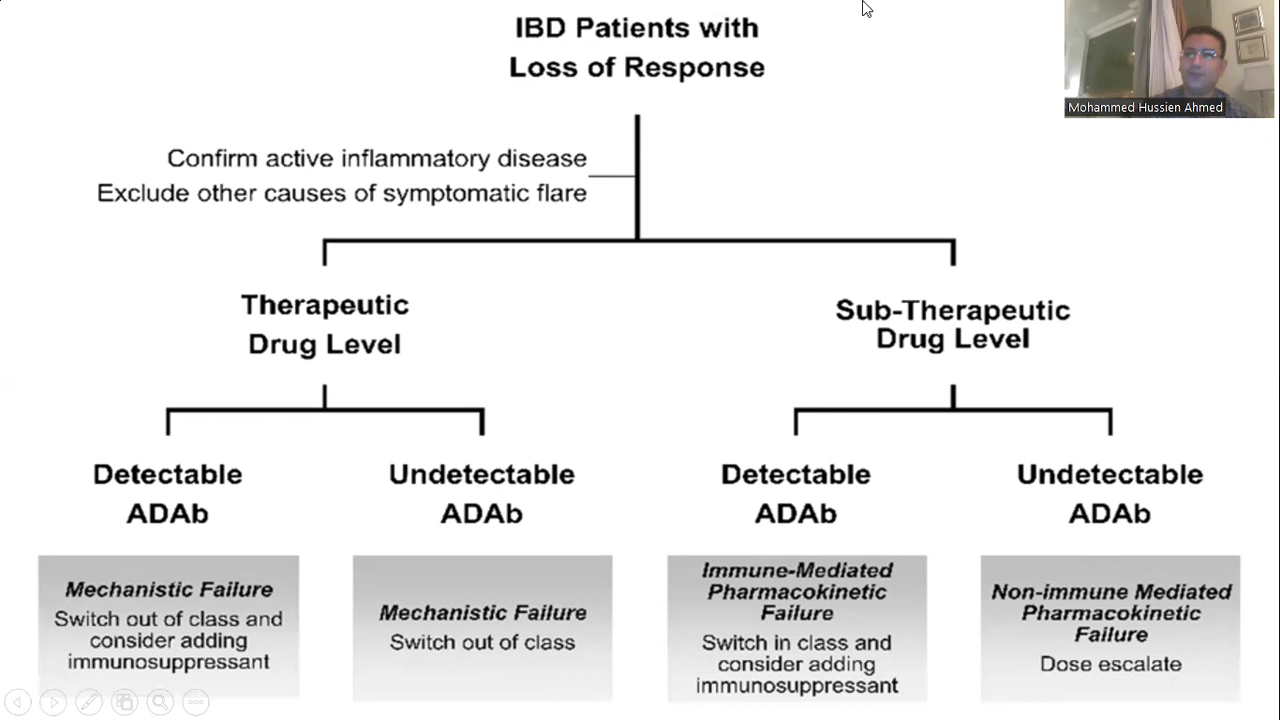 IBD Patients with
Loss of Response
Mohammed Hussien Ahmed
Confirm active inflammatory disease
Exclude other causes of symptomatic flare
Therapeutic
Drug Level
Sub-Therapeutic
Drug Level
Detectable
ADAb
Undetectable
ADAb
Detectable
ADAb
Undetectable
ADAb
Mechanistic Failure
Switch out of class and
consider adding
immunosuppressant
Mechanistic Failure
Switch out of class
Immune-Mediated
Pharmacokinetic
Failure
Switch in class and
consider adding
immunosuppressant
Non-immune Mediated
Pharmacokinetic
Failure
Dose escalate